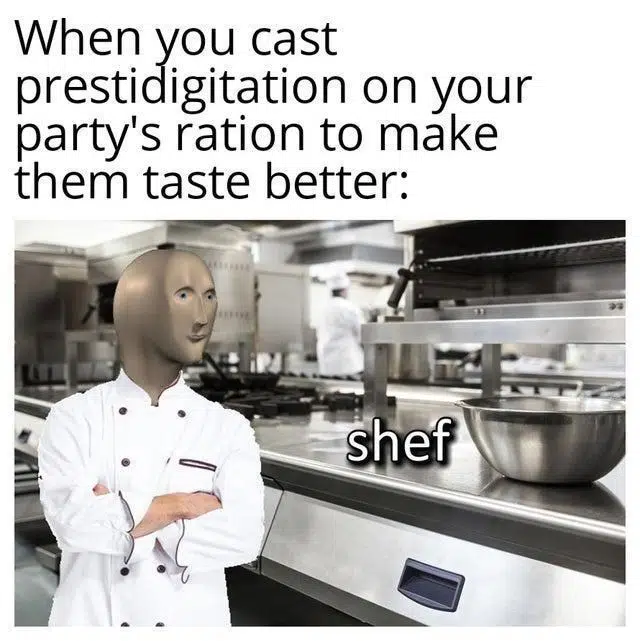 When you cast
prestidigitation on your
party's ration to make
them taste better:
shef